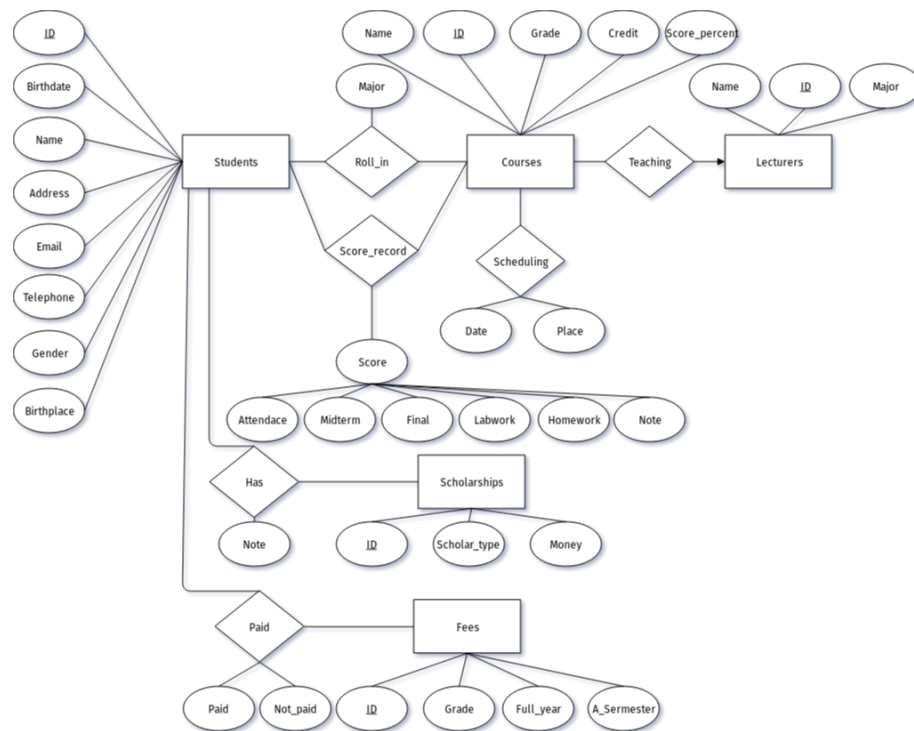 ID
Name
ID
Grade
Credit
Score_percent
Birthdate
Major
Name
ID
Major
Name
Students
Roll_in
Courses
Teaching
Lecturers
Address
Email
Score_record
Scheduling
Telephone
Date
Place
Gender
Score
Birthplace
Attendace
Midterm
Final
Labwork
Homework
Note
Has
Scholarships
Note
ID
Scholar_type
Money
Paid
Fees
Paid
Not_paid
ID
Grade
Full_year
A_Sermester